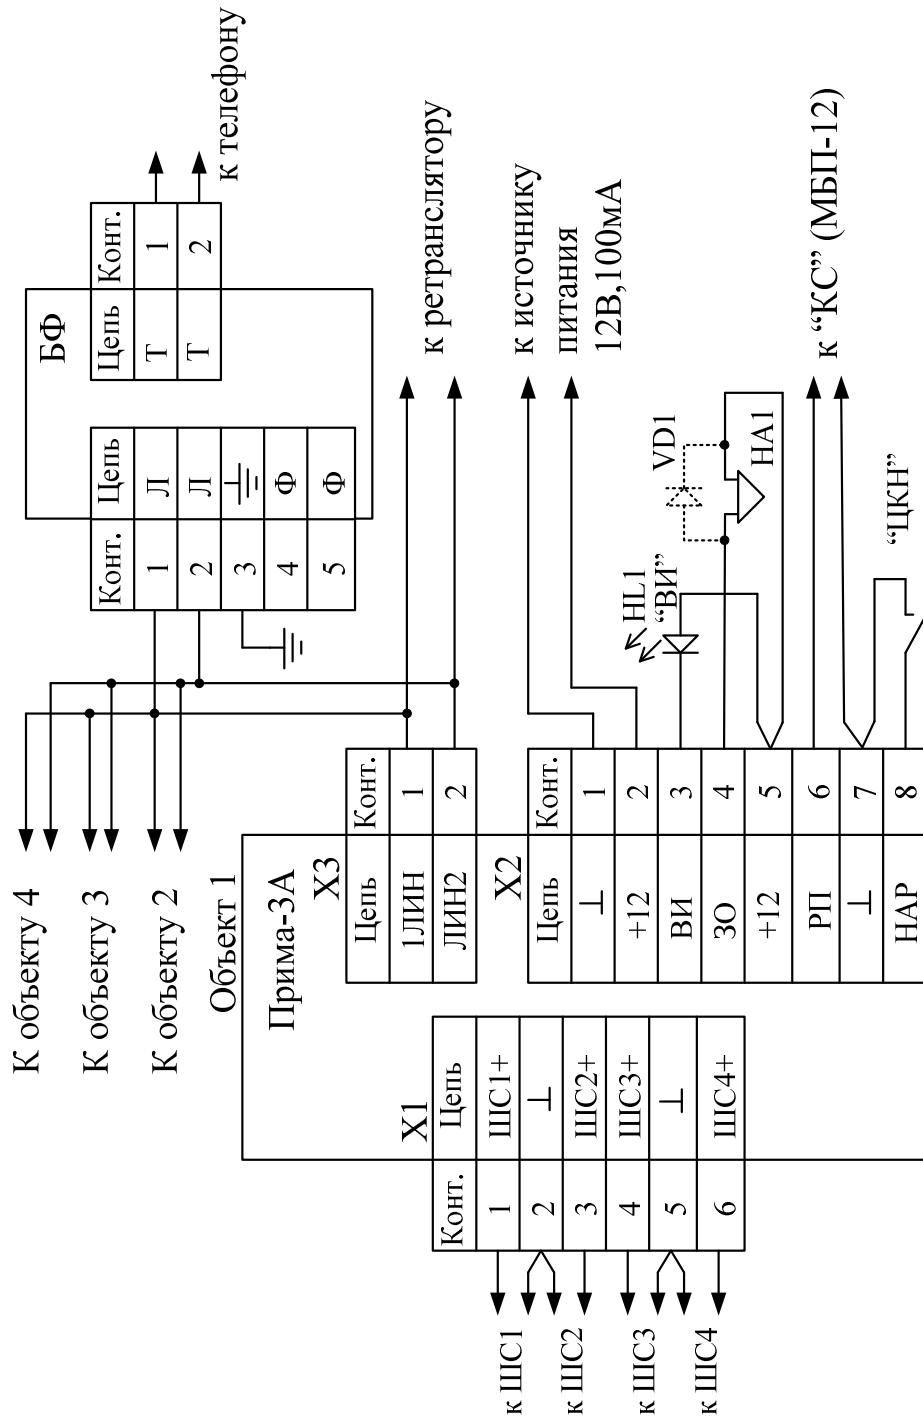 К объекту 4
К объекту 3
К объекту 2
БФ
Конт.
Цепь
1
Л
2
Л
3
4
Ф
5
Ф
Цепь
Конт.
Т
1
Т
2
к телефону
Объект 1
Прима-3А
X3
Цепь
Конт.
1ЛИН
1
ЛИН2
2
к ретранслятору
X1
Конт.
Цепь
1
ШС1+
2
⊥
3
ШС2+
4
ШС3+
5
⊥
6
ШС4+
к ШС1
к ШС2
к ШС3
к ШС4
X2
Цепь
Конт.
⊥
1
+12
2
ВИ
3
ЗО
4
+12
5
РП
6
⊥
7
НАР
8
к источнику
питания
12В,100мА
HL1
“ВИ”
VD1
HA1
к “КС” (МБП-12)
“ЦКН”